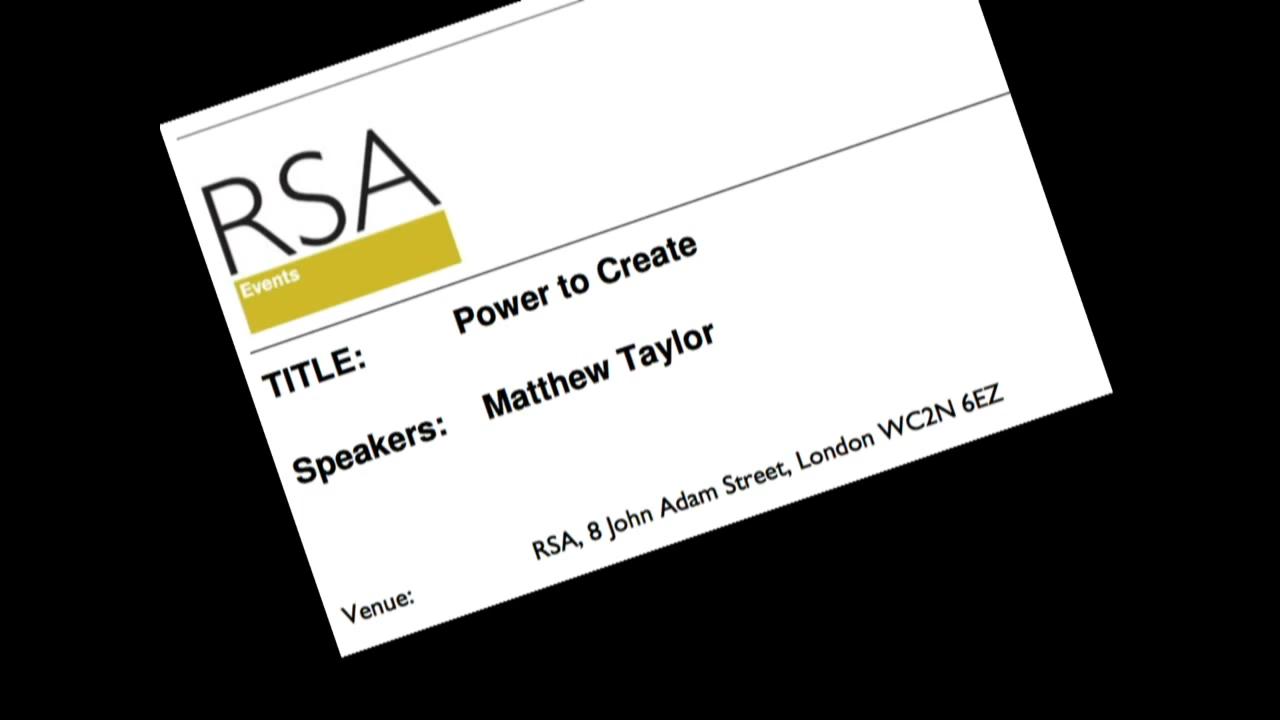 RSA
Events
TITLE: Power to Create
Speakers: Matthew Taylor
Venue: RSA, 8 John Adam Street, London WC2N 6EZ